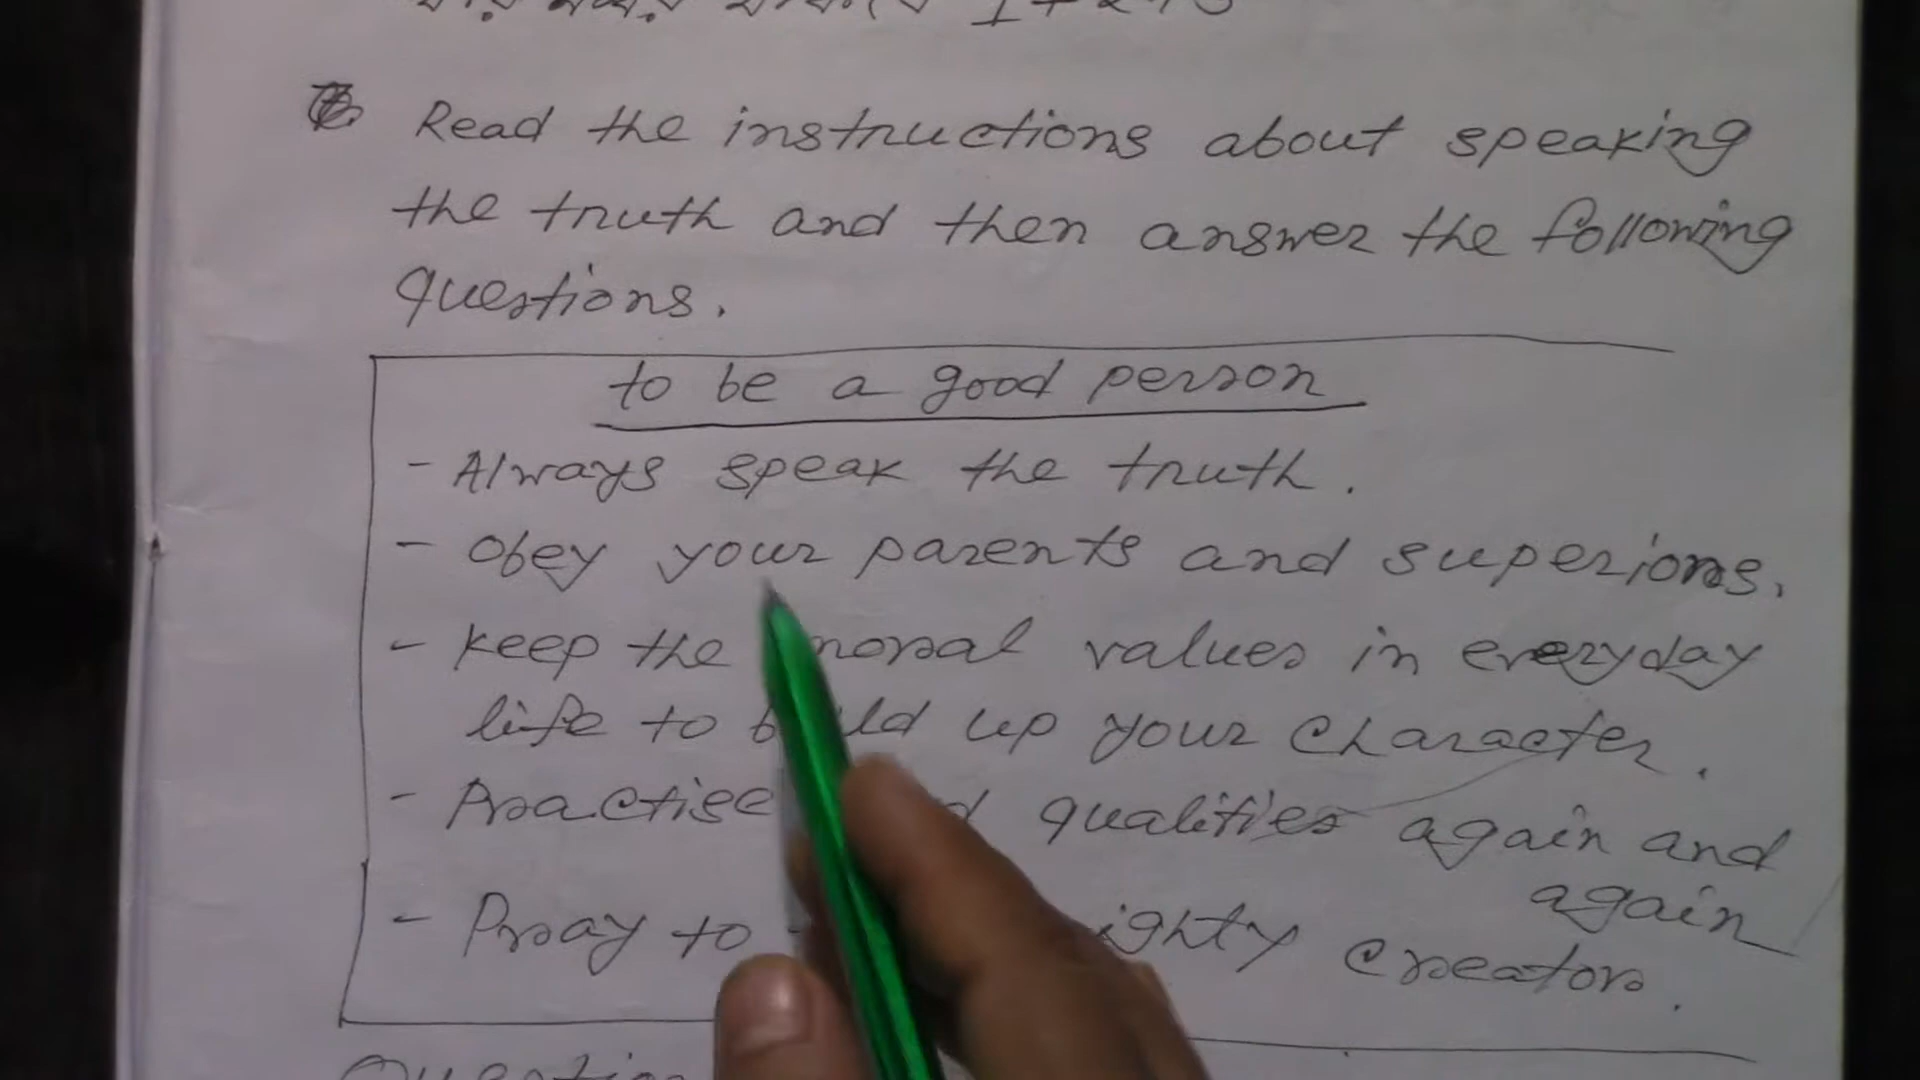 Read the instructions about speaking
the truth and then answer the following
questions.
to be a good person
- Always speak the truth.
- Obey your parents and superiors.
- Keep the moral values in everyday
life to build up your character.
- Practise qualities again and
again
- Pray to creator.